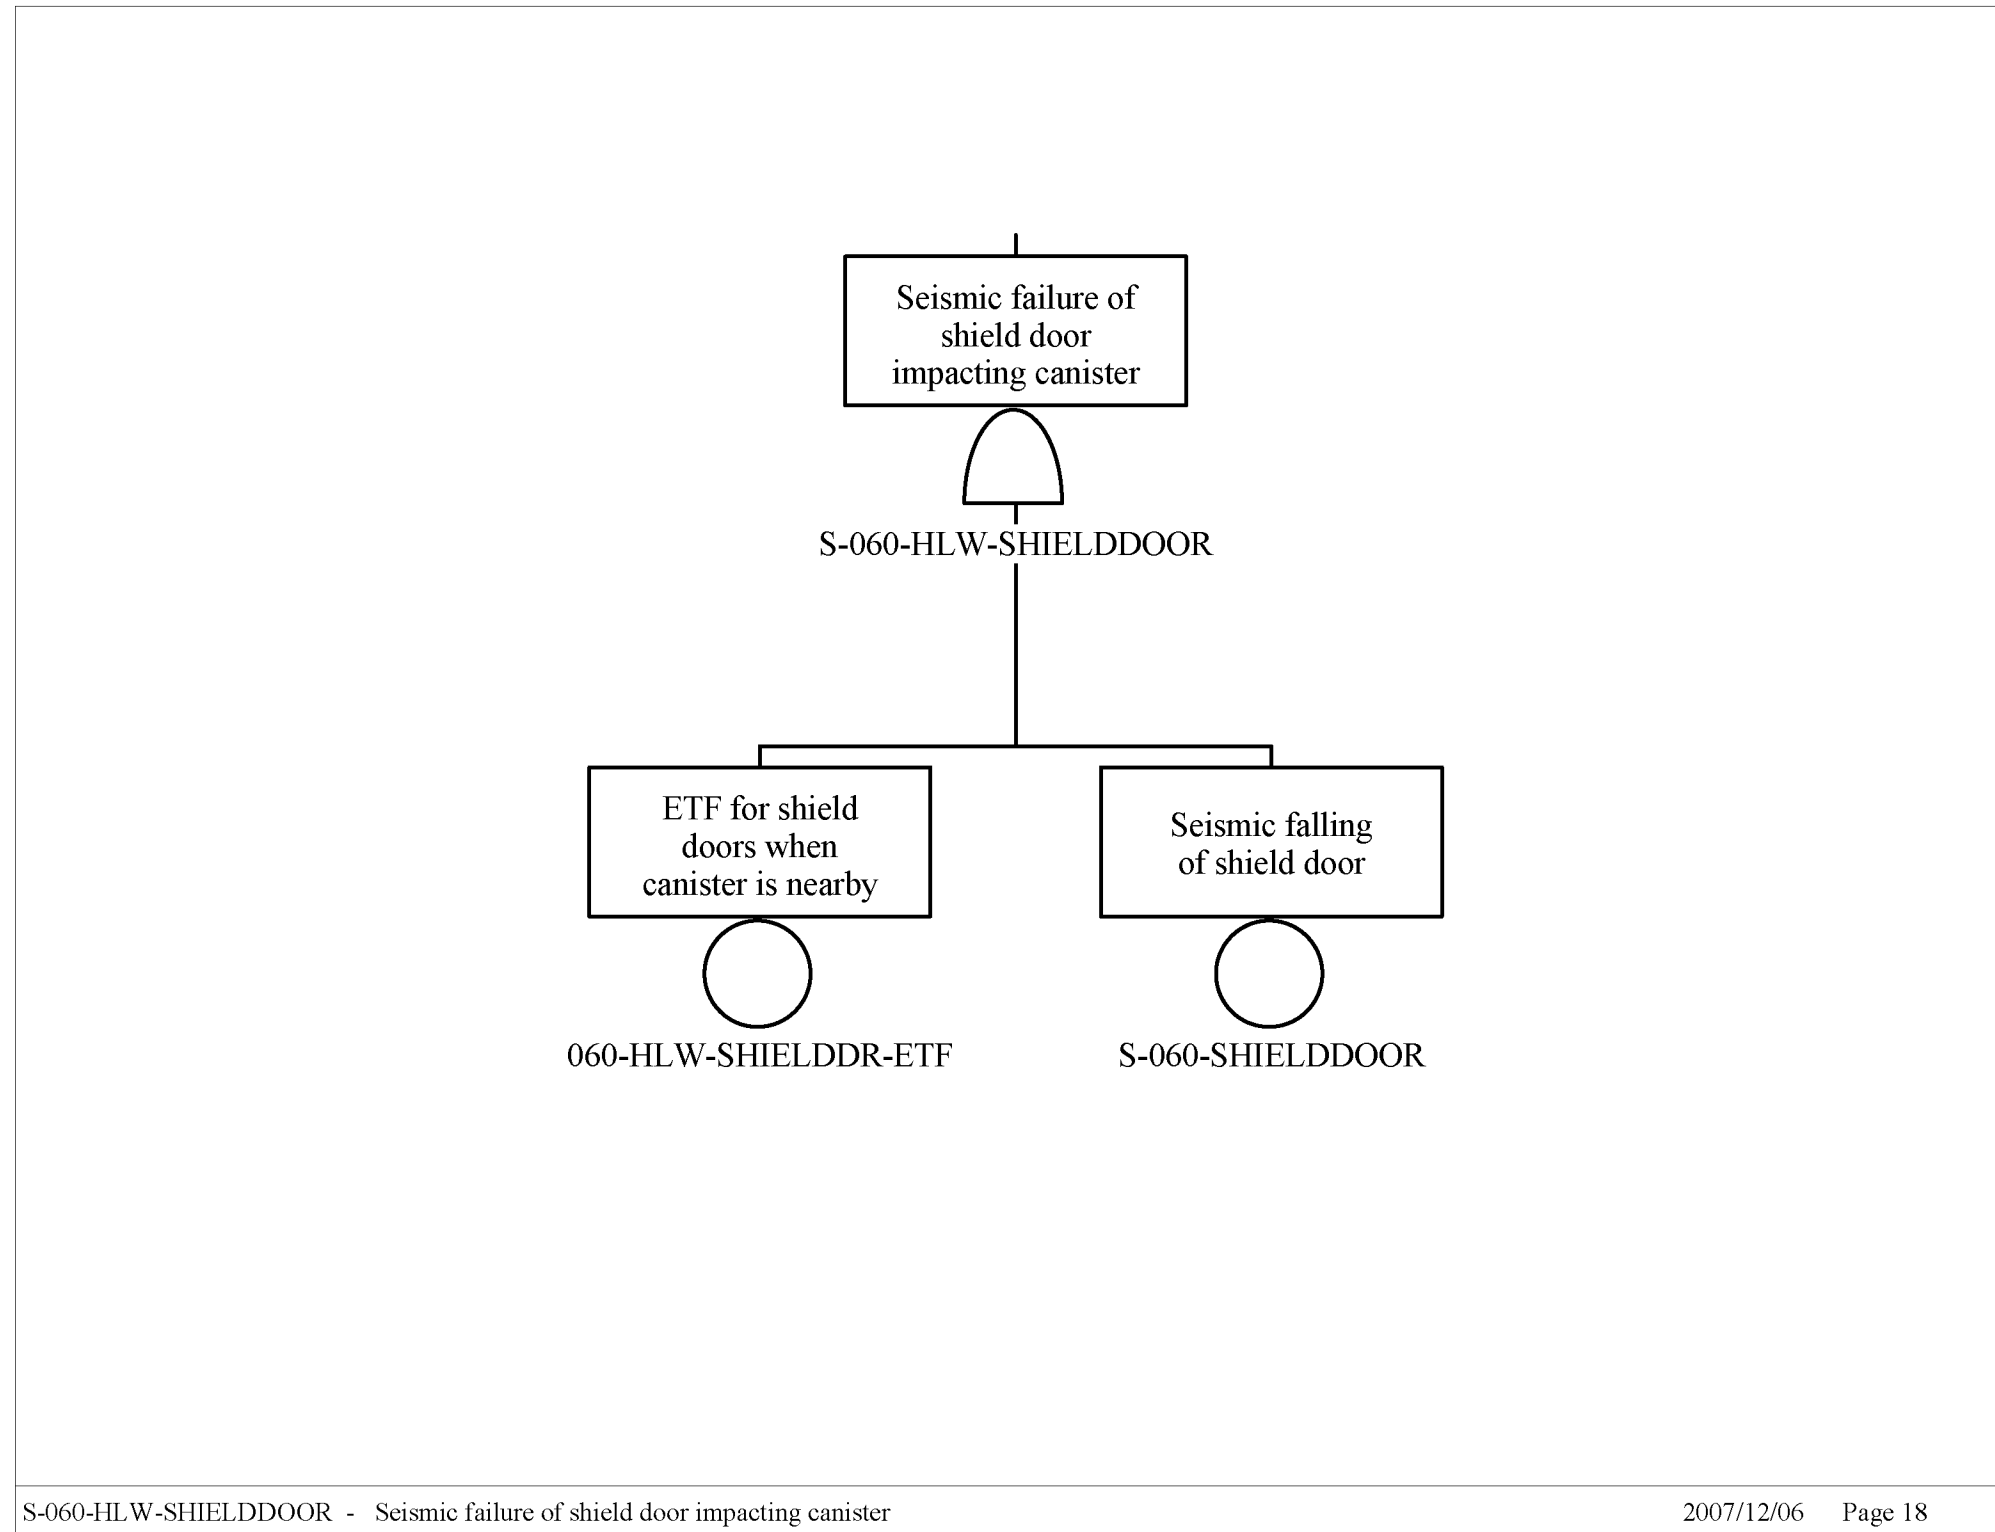 Seismic failure of
shield door
impacting canister
S-060-HLW-SHIELDDOOR
ETF for shield
doors when
canister is nearby
060-HLW-SHIELDDR-ETF
Seismic falling
of shield door
S-060-SHIELDDOOR
S-060-HLW-SHIELDDOOR - Seismic failure of shield door impacting canister
2007/12/06 Page 18